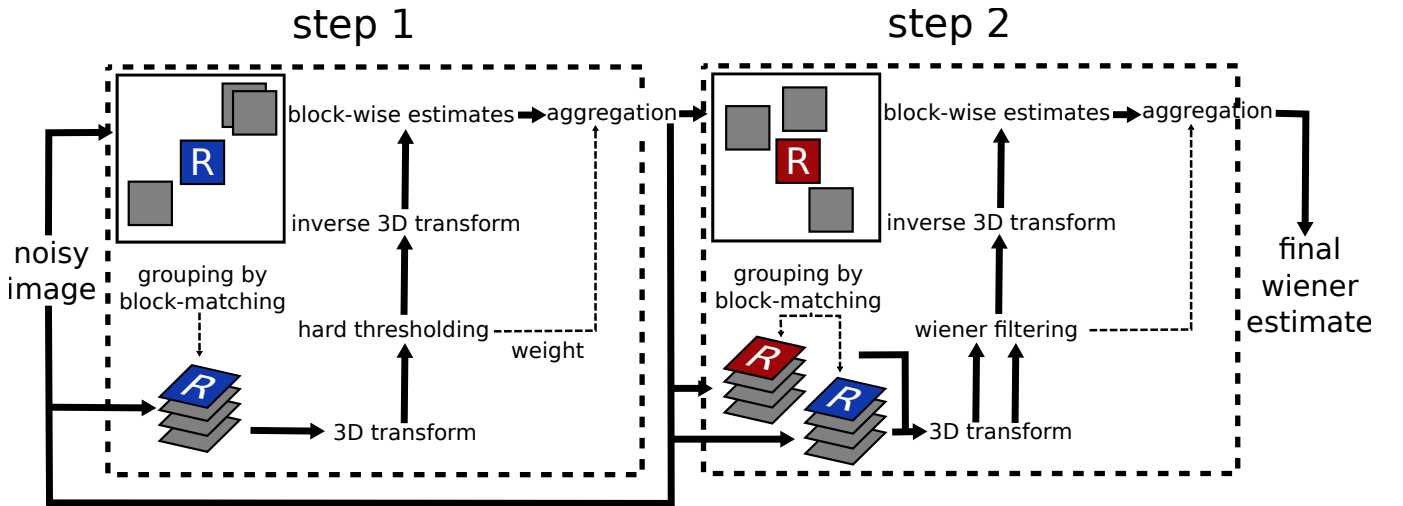 step 1
step 2
R
block-wise estimates
aggregation
inverse 3D transform
noisy
image
grouping by
block-matching
hard thresholding
weight
R
3D transform
R
block-wise estimates
aggregation
inverse 3D transform
grouping by
block-matching
wiener filtering
R
R
3D transform
final
wiener
estimate